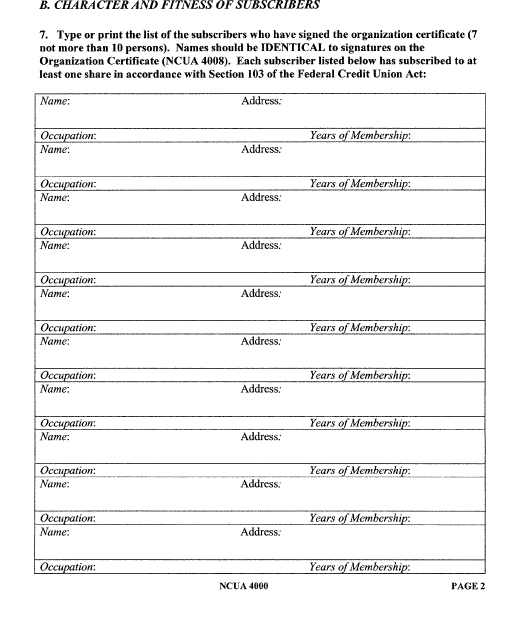 B. CHARACTER AND FITNESS OF SUBSCRIBERS
7. Type or print the list of the subscribers who have signed the organization certificate (7
not more than 10 persons). Names should be IDENTICAL to signatures on the
Organization Certificate (NCUA 4008). Each subscriber listed below has subscribed to at
least one share in accordance with Section 103 of the Federal Credit Union Act:
Name: Address:
Occupation: Years of Membership:
Name: Address:
Occupation: Years of Membership:
Name: Address:
Occupation: Years of Membership:
Name: Address:
Occupation: Years of Membership:
Name: Address:
Occupation: Years of Membership:
Name: Address:
Occupation: Years of Membership:
Name: Address:
Occupation: Years of Membership:
Name: Address:
Occupation: Years of Membership:
Name: Address:
Occupation: Years of Membership:
Name: Address:
Occupation: Years of Membership:
NCUA 4000 PAGE 2